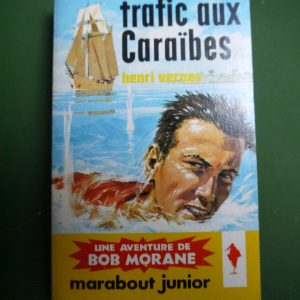 trafic aux
Caraïbes
henri vernes
UNE AVENTURE DE
BOB MORANE
marabout junior